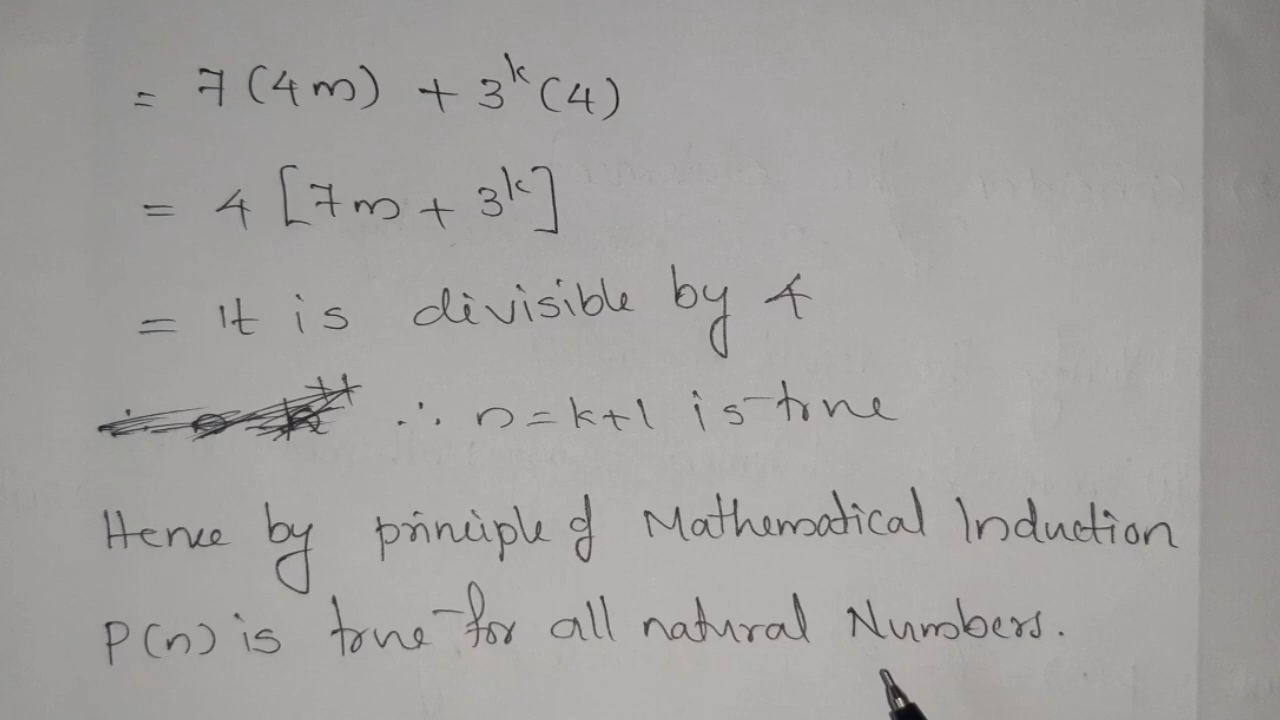 = 7(4m) + 3^k(4)
= 4 [7m + 3^k]
= It is divisible by 4
∴ n=k+1 is true
Hence by principle of Mathematical Induction
P(n) is true for all natural Numbers.